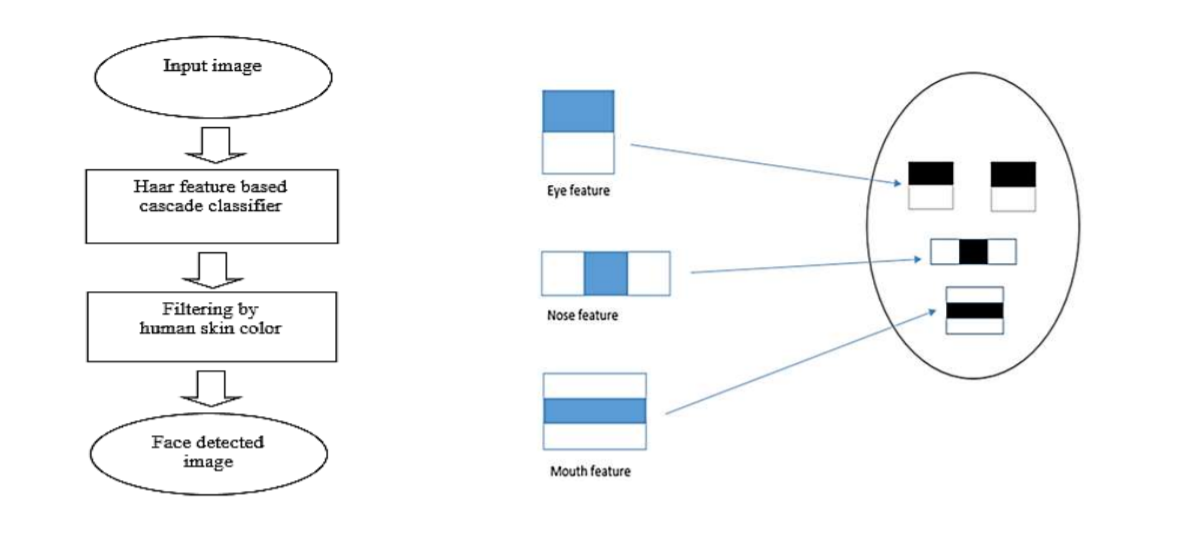 Input image
Haar feature based
cascade classifier
Filtering by
human skin color
Face detected
image
Eye feature
Nose feature
Mouth feature